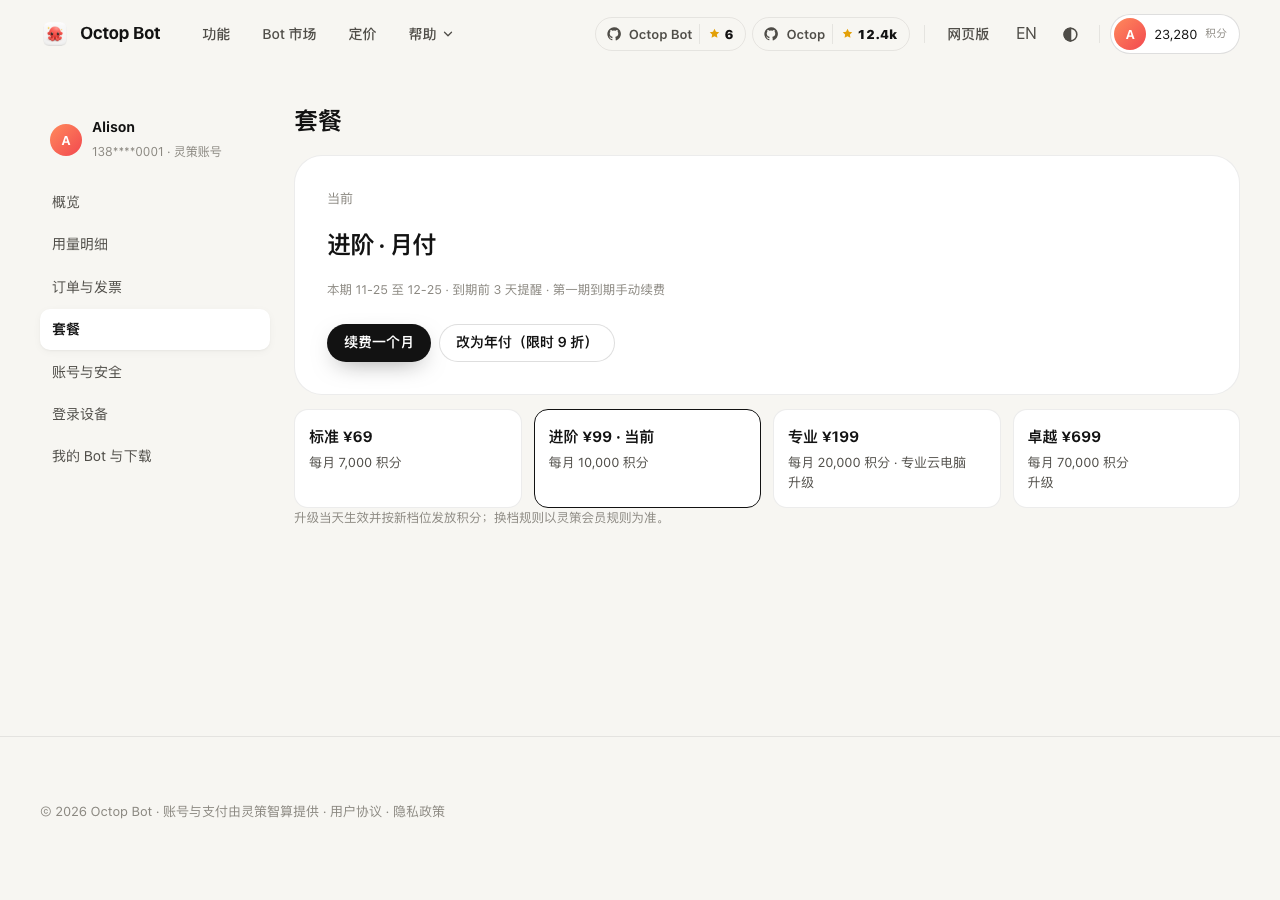 Octop Bot
功能
Bot 市场
定价
帮助
Octop Bot
6
Octop
12.4k
网页版
EN
A
23,280 积分
A
Alison
138****0001 · 灵策账号
概览
用量明细
订单与发票
套餐
账号与安全
登录设备
我的 Bot 与下载
套餐
当前
进阶 · 月付
本期 11-25 至 12-25 · 到期前 3 天提醒 · 第一期到期手动续费
续费一个月
改为年付（限时 9 折）
标准 ¥69
每月 7,000 积分
进阶 ¥99 · 当前
每月 10,000 积分
专业 ¥199
每月 20,000 积分 · 专业云电脑
升级
卓越 ¥699
每月 70,000 积分
升级
升级当天生效并按新档位发放积分；换档规则以灵策会员规则为准。
© 2026 Octop Bot · 账号与支付由灵策智算提供 · 用户协议 · 隐私政策